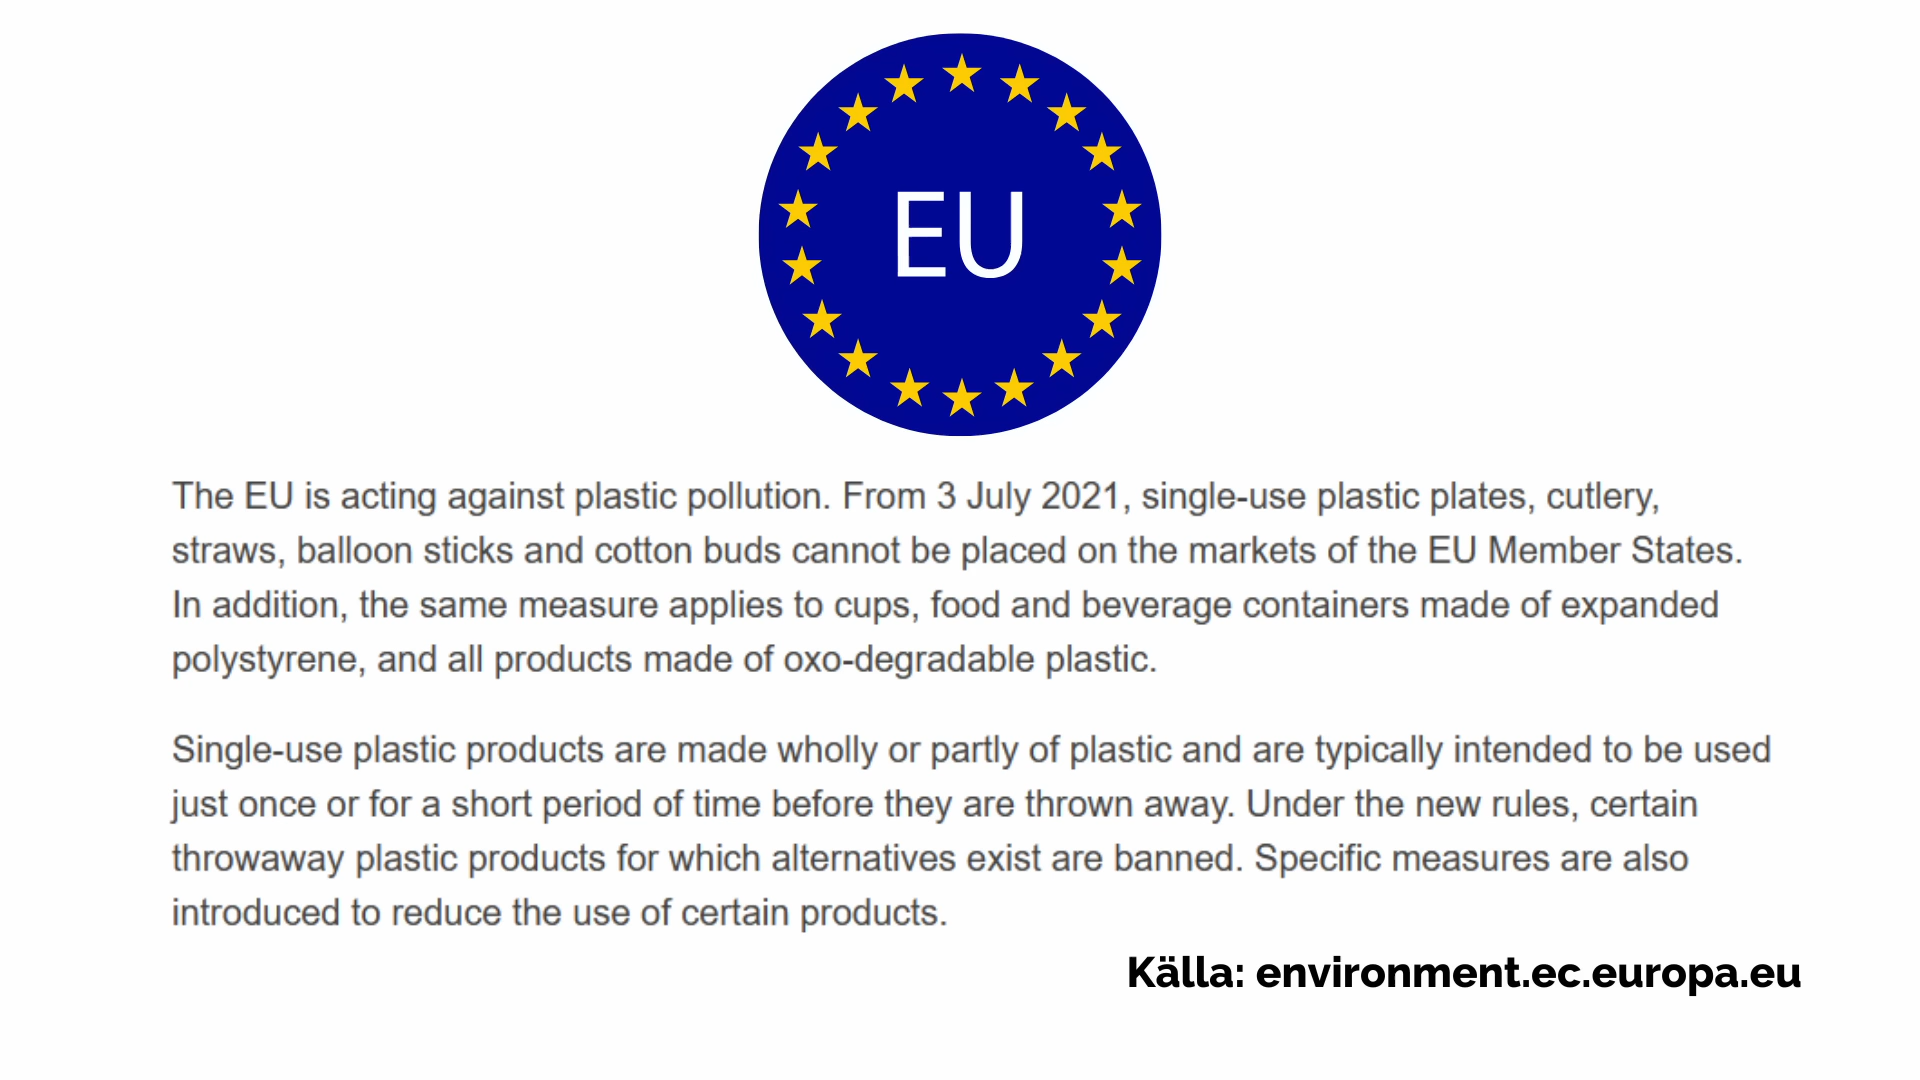 EU
The EU is acting against plastic pollution. From 3 July 2021, single-use plastic plates, cutlery,
straws, balloon sticks and cotton buds cannot be placed on the markets of the EU Member States.
In addition, the same measure applies to cups, food and beverage containers made of expanded
polystyrene, and all products made of oxo-degradable plastic.
Single-use plastic products are made wholly or partly of plastic and are typically intended to be used
just once or for a short period of time before they are thrown away. Under the new rules, certain
throwaway plastic products for which alternatives exist are banned. Specific measures are also
introduced to reduce the use of certain products.
Källa: environment.ec.europa.eu